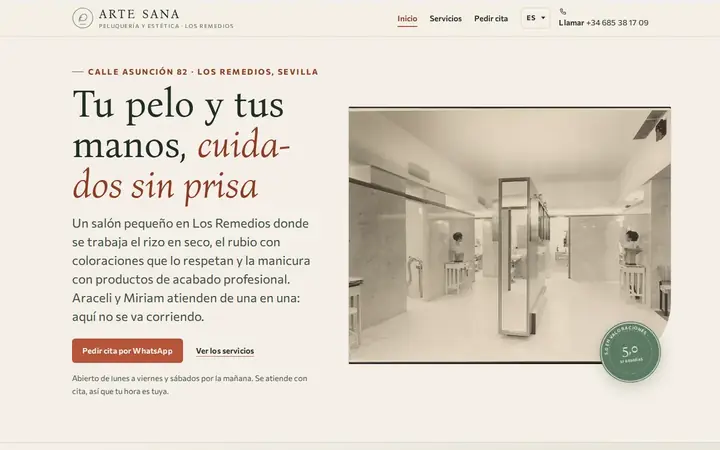 ARTE SANA
PELUQUERÍA Y ESTÉTICA · LOS REMEDIOS
Inicio
Servicios
Pedir cita
ES
Llamar +34 685 38 17 09
CALLE ASUNCIÓN 82 · LOS REMEDIOS, SEVILLA
Tu pelo y tus
manos, cuida-
dos sin prisa
Un salón pequeño en Los Remedios donde
se trabaja el rizo en seco, el rubio con
coloraciones que lo respetan y la manicura
con productos de acabado profesional.
Araceli y Miriam atienden de una en una:
aquí no se va corriendo.
Pedir cita por WhatsApp
Ver los servicios
Abierto de lunes a viernes y sábados por la mañana. Se atiende con
cita, así que tu hora es tuya.
5,0 EN VALORACIONES
5,0